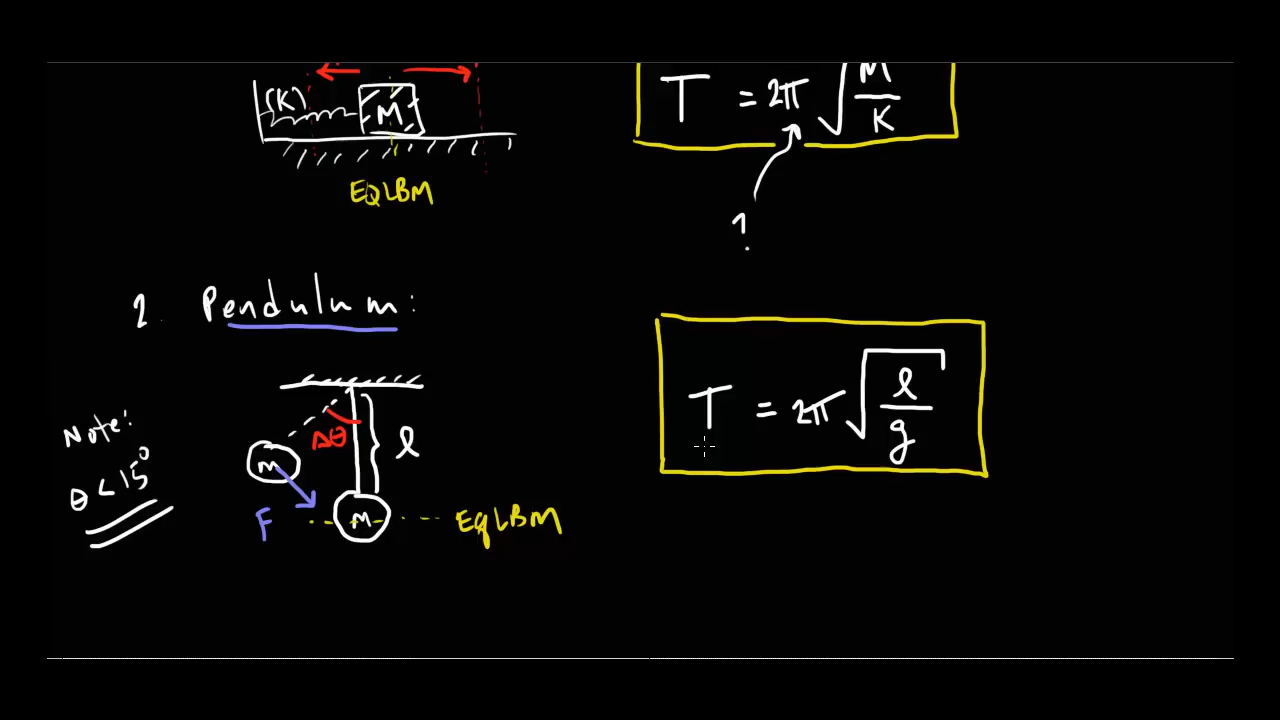 (K)
M
EQLBM
T = 2π √(M/K)
?
2. Pendulum:
Note:
θ < 15°
Δθ
l
m
F
M
EqLBM
T = 2π √(l/g)